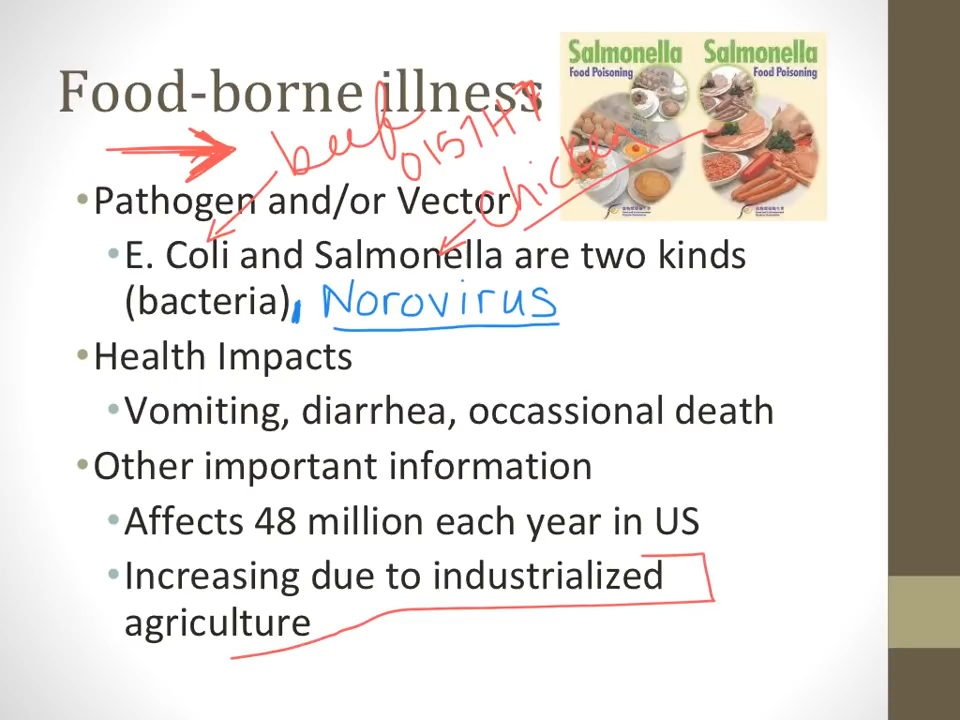 Salmonella Salmonella
Food Poisoning Food Poisoning
Food-borne illness
beef
0157H7
chicken
•Pathogen and/or Vector
•E. Coli and Salmonella are two kinds
(bacteria), Norovirus
•Health Impacts
•Vomiting, diarrhea, occassional death
•Other important information
•Affects 48 million each year in US
•Increasing due to industrialized
agriculture